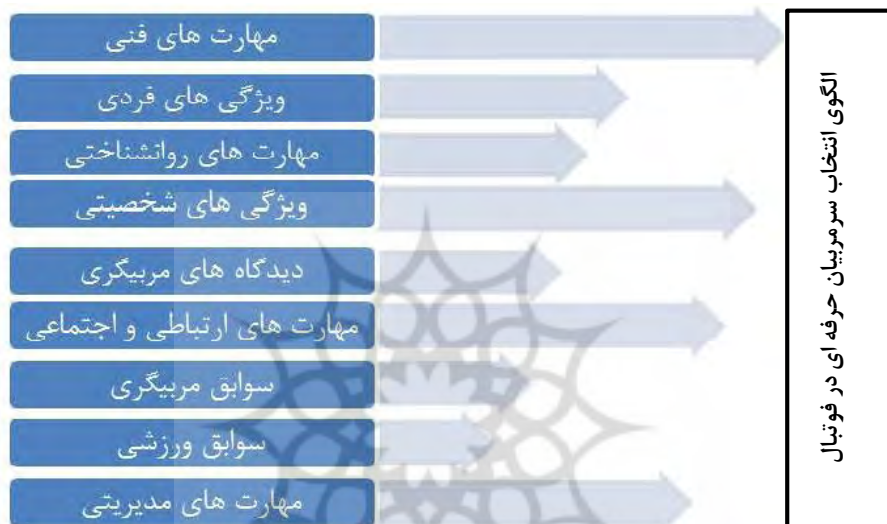 مهارت های فنی
ویژگی های فردی
مهارت های روانشناختی
ویژگی های شخصیتی
دیدگاه های مربیگری
مهارت های ارتباطی و اجتماعی
سوابق مربیگری
سوابق ورزشی
مهارت های مدیریتی
الگوی انتخاب سرمربیان حرفه ای در فوتبال